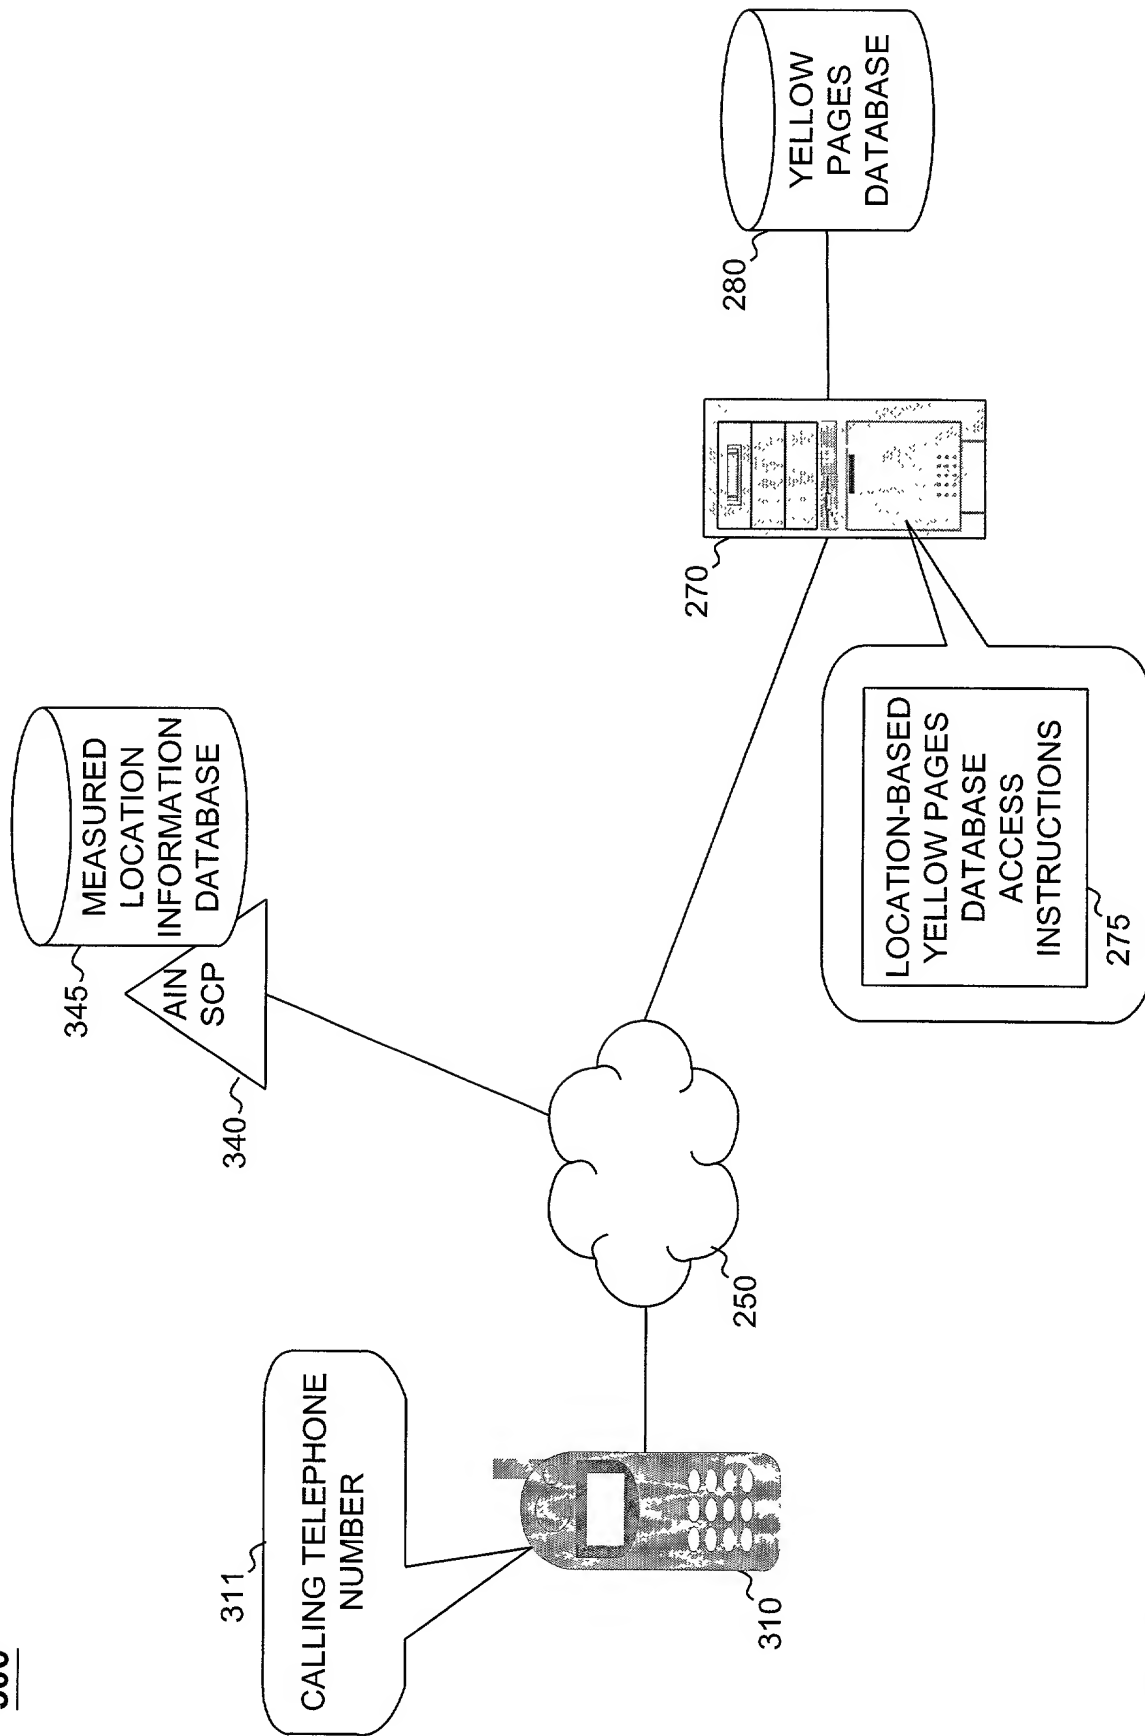 345
MEASURED
LOCATION
INFORMATION
DATABASE
340
AIN
SCP
311
CALLING TELEPHONE
NUMBER
310
250
270
280
YELLOW
PAGES
DATABASE
LOCATION-BASED
YELLOW PAGES
DATABASE
ACCESS
INSTRUCTIONS
275